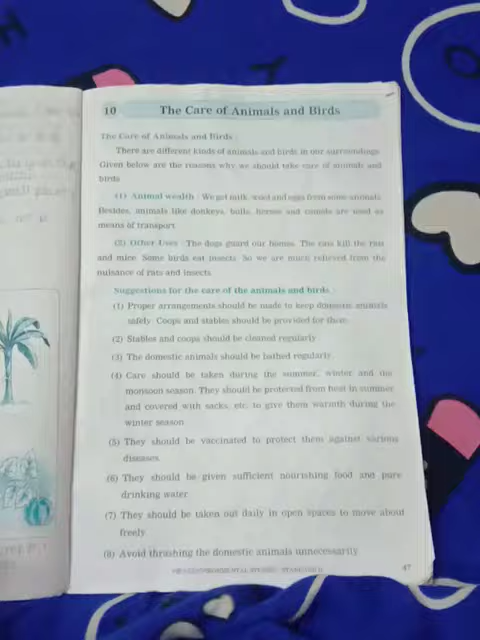 10 The Care of Animals and Birds
The Care of Animals and Birds :
There are different kinds of animals and birds in our surroundings.
Given below are the reasons why we should take care of animals and
birds.
(1) Animal wealth : We get milk, wool and eggs from some animals.
Besides, animals like donkeys, bulls, horses and camels are used as
means of transport.
(2) Other Uses : The dogs guard our homes. The cats kill the rats
and mice. Some birds eat insects. So we are much relieved from the
nuisance of rats and insects.
Suggestions for the care of the animals and birds :
(1) Proper arrangements should be made to keep domestic animals
safely. Coops and stables should be provided for them.
(2) Stables and coops should be cleaned regularly.
(3) The domestic animals should be bathed regularly.
(4) Care should be taken during the summer, winter and the
monsoon season. They should be protected from heat in summer
and covered with sacks, etc. to give them warmth during the
winter season.
(5) They should be vaccinated to protect them against various
diseases.
(6) They should be given sufficient nourishing food and pure
drinking water.
(7) They should be taken out daily in open spaces to move about
freely.
(8) Avoid thrashing the domestic animals unnecessarily.
47